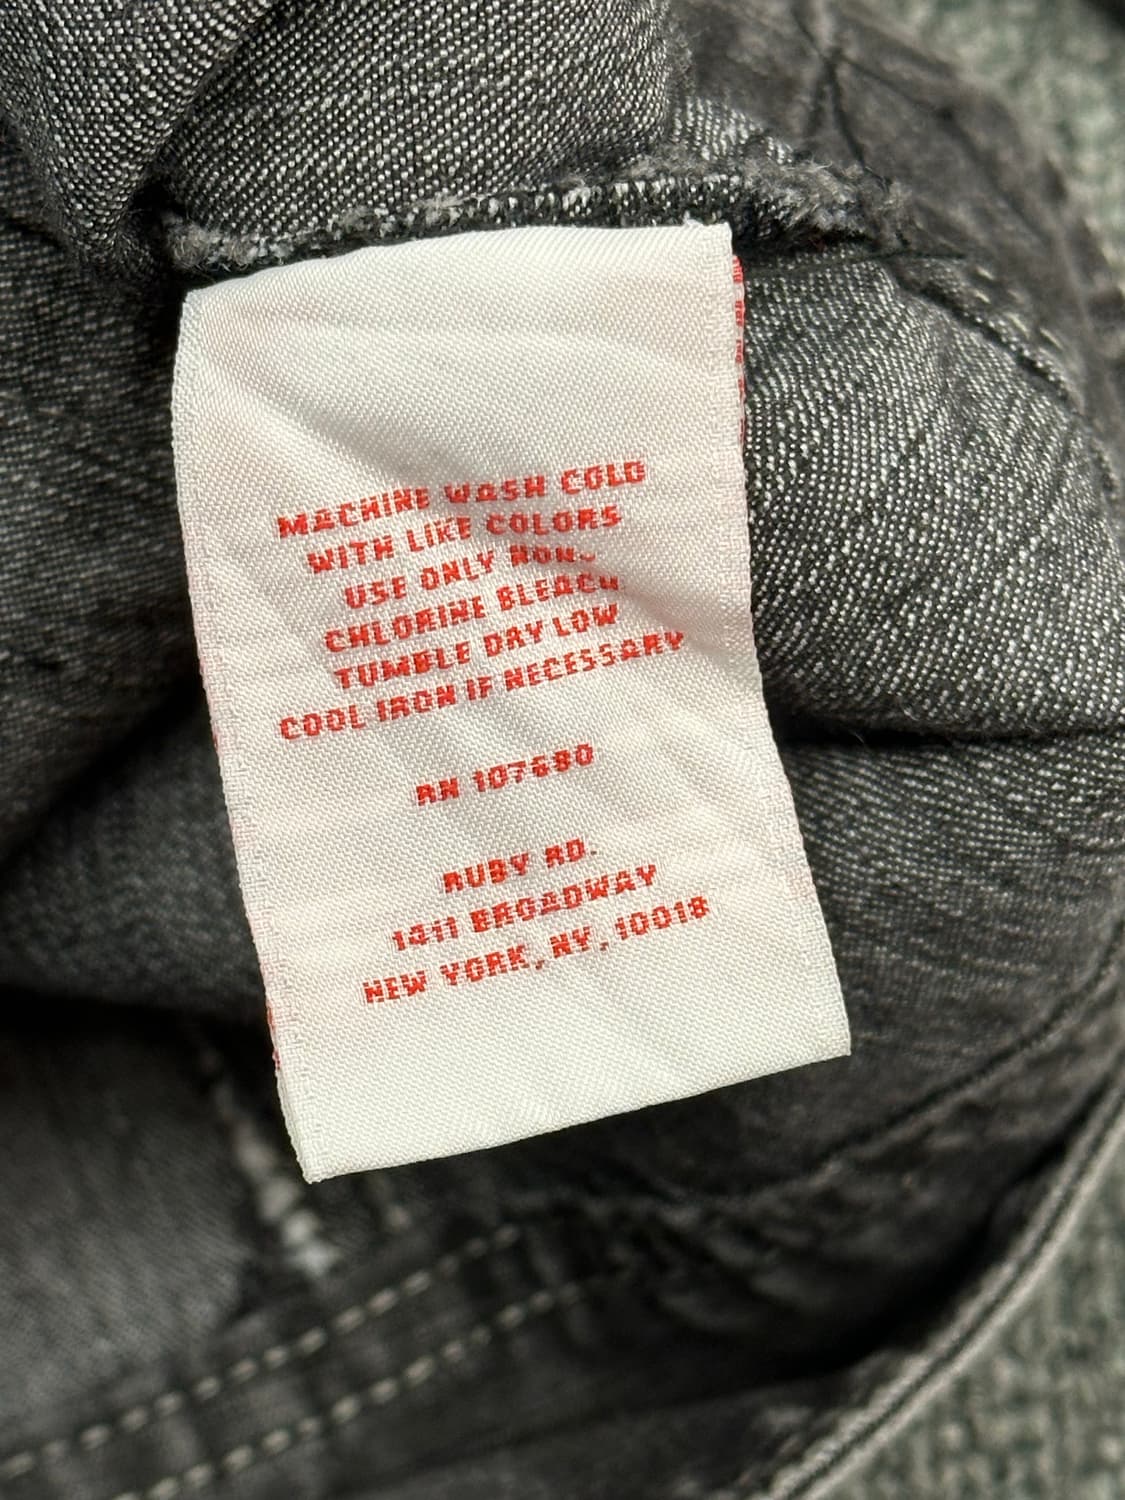 MACHINE WASH COLD
WITH LIKE COLORS
USE ONLY NON-
CHLORINE BLEACH
TUMBLE DRY LOW
COOL IRON IF NECESSARY
RN 107680
RUBY RD.
1411 BROADWAY
NEW YORK, NY, 10018